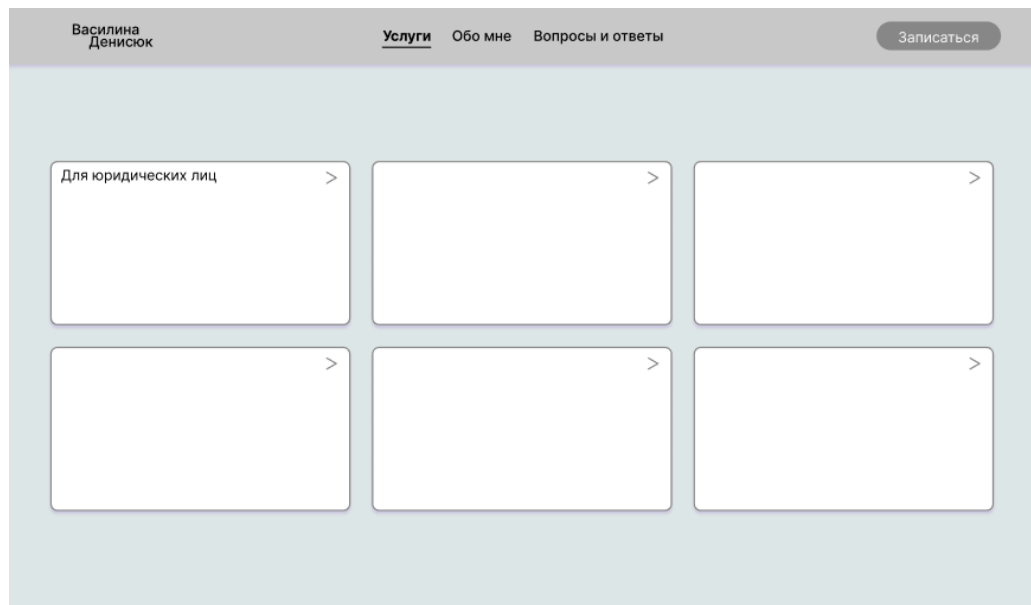 Василина
Денисюк
Услуги Обо мне Вопросы и ответы
Записаться
Для юридических лиц